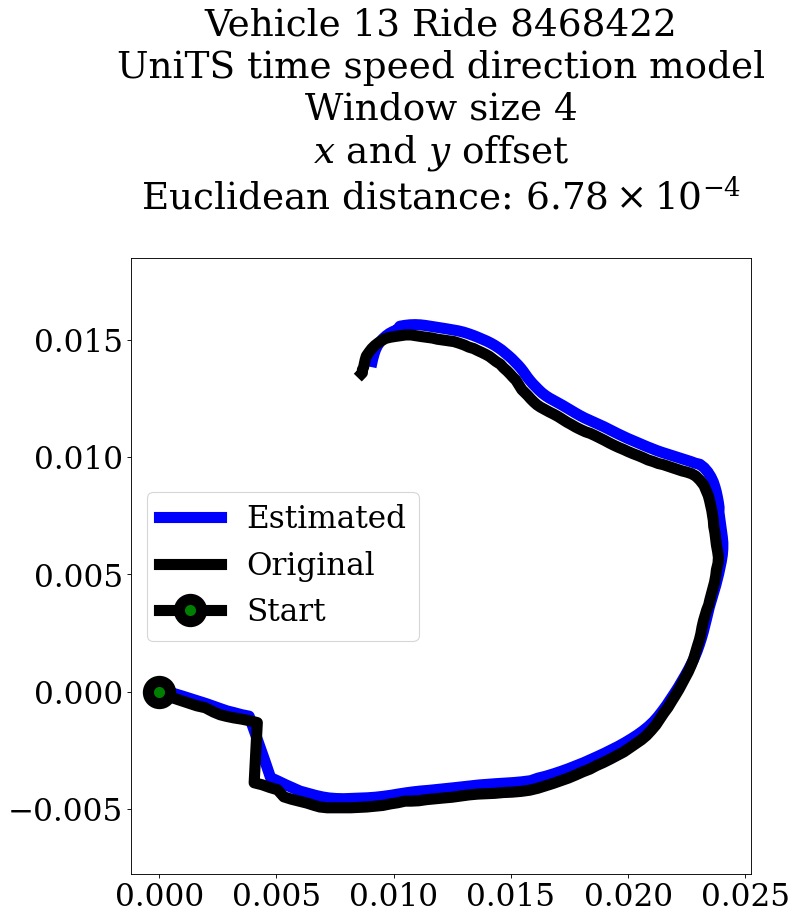 Vehicle 13 Ride 8468422
UniTS time speed direction model
Window size 4
x and y offset
Euclidean distance: 6.78 × 10⁻⁴
0.015
0.010
0.005
0.000
−0.005
Estimated
Original
Start
0.000 0.005 0.010 0.015 0.020 0.025